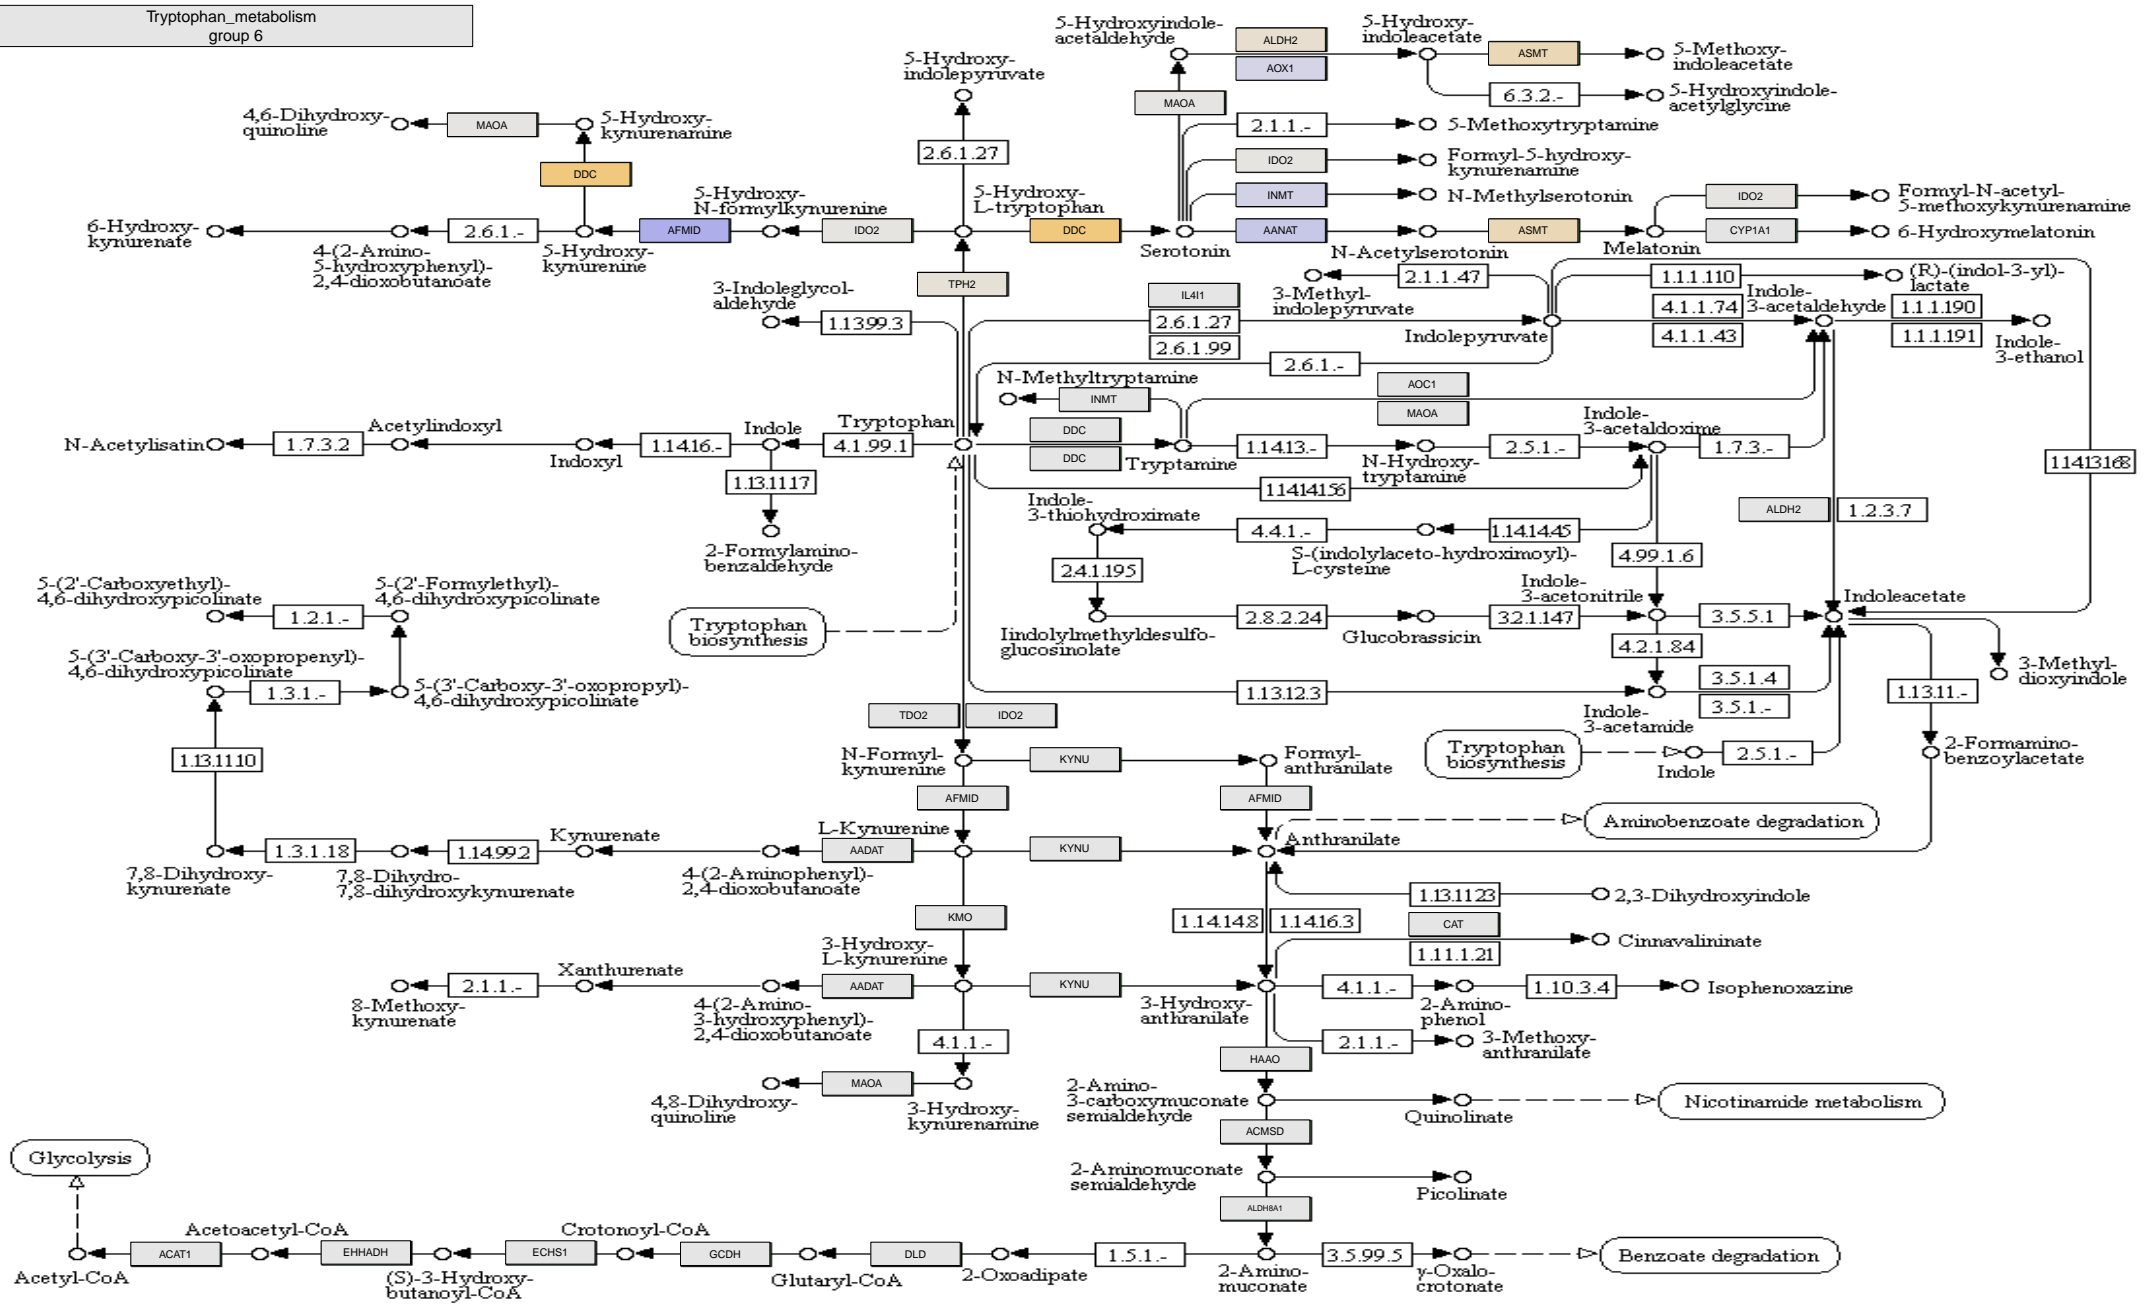 Tryptophan_metabolism
group 6
5-Hydroxyindole-
acetaldehyde
ALDH2
AOX1
5-Hydroxy-
indoleacetate
ASMT
5-Methoxy-
indoleacetate
6.3.2.-
5-Hydroxyindole-
acetylglycine
5-Hydroxy-
indolepyruvate
MAOA
4,6-Dihydroxy-
quinoline
MAOA
5-Hydroxy-
kynurenamine
2.1.1.-
5-Methoxytryptamine
2.6.1.27
IDO2
Formyl-5-hydroxy-
kynurenamine
DDC
INMT
N-Methylserotonin
5-Hydroxy-
N-formylkynurenine
5-Hydroxy-
L-tryptophan
IDO2
Formyl-N-acetyl-
5-methoxykynurenamine
6-Hydroxy-
kynurenate
2.6.1.-
AFMID
IDO2
DDC
AANAT
ASMT
CYP1A1
6-Hydroxymelatonin
4-(2-Amino-
5-hydroxyphenyl)-
2,4-dioxobutanoate
5-Hydroxy-
kynurenine
Serotonin
N-Acetylserotonin
Melatonin
TPH2
3-Indoleglycol-
aldehyde
1.13.99.3
IL4I1
2.6.1.27
2.6.1.99
3-Methyl-
indolepyruvate
2.1.1.47
1.1.1.110
(R)-(indol-3-yl)-
lactate
Indolepyruvate
4.1.1.74
4.1.1.43
Indole-
3-acetaldehyde
1.1.1.190
1.1.1.191
Indole-
3-ethanol
2.6.1.-
N-Methyltryptamine
INMT
AOC1
MAOA
N-Acetylisatin
1.7.3.2
Acetylindoxyl
Indoxyl
1.14.16.-
Indole
4.1.99.1
Tryptophan
DDC
DDC
Tryptamine
1.14.13.-
N-Hydroxy-
tryptamine
2.5.1.-
Indole-
3-acetaldoxime
1.7.3.-
1.14.13.168
1.13.11.17
1.14.14.156
2-Formylamino-
benzaldehyde
Indole-
3-thiohydroximate
4.4.1.-
1.14.14.45
S-(indolylaceto-hydroximoyl)-
L-cysteine
ALDH2
1.2.3.7
4.99.1.6
2.4.1.195
5-(2'-Carboxyethyl)-
4,6-dihydroxypicolinate
5-(2'-Formylethyl)-
4,6-dihydroxypicolinate
1.2.1.-
Tryptophan
biosynthesis
Iindolylmethyldesulfo-
glucosinolate
2.8.2.24
Glucobrassicin
3.2.1.147
Indole-
3-acetonitrile
3.5.5.1
Indoleacetate
4.2.1.84
5-(3'-Carboxy-3'-oxopropenyl)-
4,6-dihydroxypicolinate
1.3.1.-
5-(3'-Carboxy-3'-oxopropyl)-
4,6-dihydroxypicolinate
1.13.12.3
3.5.1.4
3.5.1.-
Indole-
3-acetamide
1.13.11.-
3-Methyl-
dioxyindole
TDO2
IDO2
1.13.11.10
N-Formyl-
kynurenine
KYNU
Formyl-
anthranilate
Tryptophan
biosynthesis
Indole
2.5.1.-
2-Formamino-
benzoylacetate
AFMID
AFMID
Aminobenzoate degradation
7,8-Dihydroxy-
kynurenate
1.3.1.18
7,8-Dihydro-
7,8-dihydroxykynurenate
1.14.99.2
Kynurenate
4-(2-Aminophenyl)-
2,4-dioxobutanoate
AADAT
L-Kynurenine
KYNU
Anthranilate
1.13.11.23
2,3-Dihydroxyindole
KMO
1.14.14.8
1.14.16.3
CAT
1.11.1.21
Cinnavalininate
3-Hydroxy-
L-kynurenine
2.1.1.-
8-Methoxy-
kynurenate
Xanthurenate
4-(2-Amino-
3-hydroxyphenyl)-
2,4-dioxobutanoate
AADAT
KYNU
3-Hydroxy-
anthranilate
4.1.1.-
2-Amino-
phenol
1.10.3.4
Isophenoxazine
4.1.1.-
2.1.1.-
3-Methoxy-
anthranilate
HAAO
4,8-Dihydroxy-
quinoline
MAOA
3-Hydroxy-
kynurenamine
2-Amino-
3-carboxymuconate
semialdehyde
Quinolinate
Nicotinamide metabolism
ACMSD
Glycolysis
2-Aminomuconate
semialdehyde
Picolinate
ALDH8A1
Acetyl-CoA
ACAT1
Acetoacetyl-CoA
EHHADH
(S)-3-Hydroxy-
butanoyl-CoA
ECHS1
Crotonoyl-CoA
GCDH
Glutaryl-CoA
DLD
2-Oxoadipate
1.5.1.-
2-Amino-
muconate
3.5.99.5
γ-Oxalo-
crotonate
Benzoate degradation